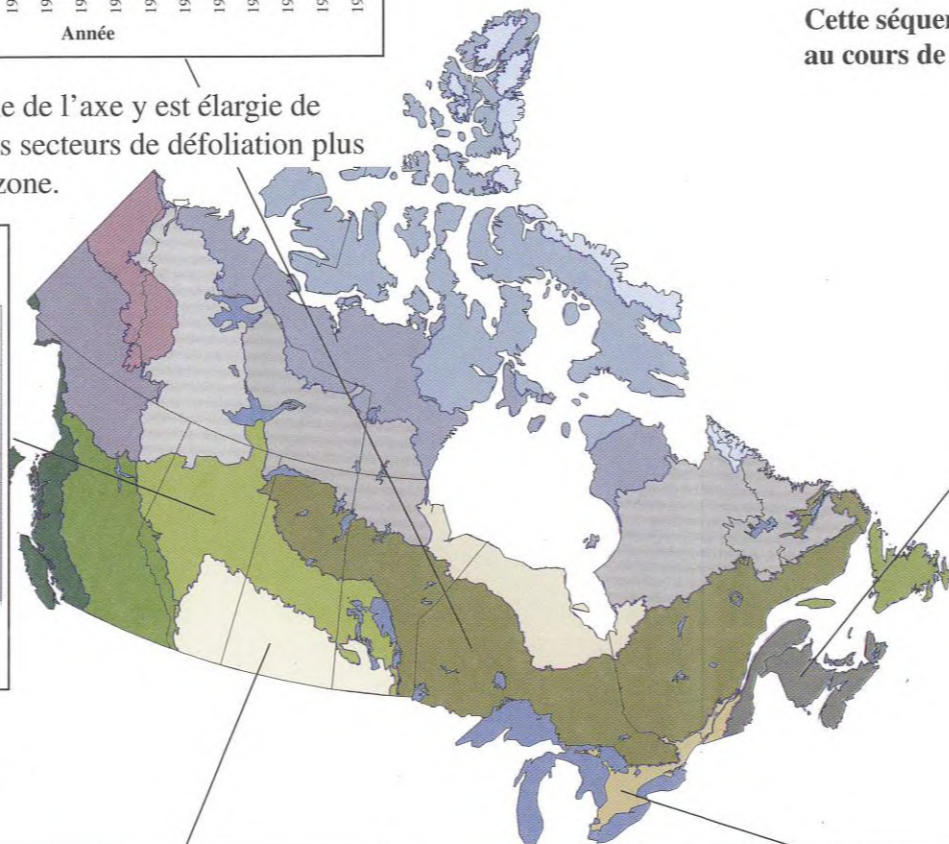 Année
Cette séquen
au cours de
e de l'axe y est élargie de
s secteurs de défoliation plus
zone.